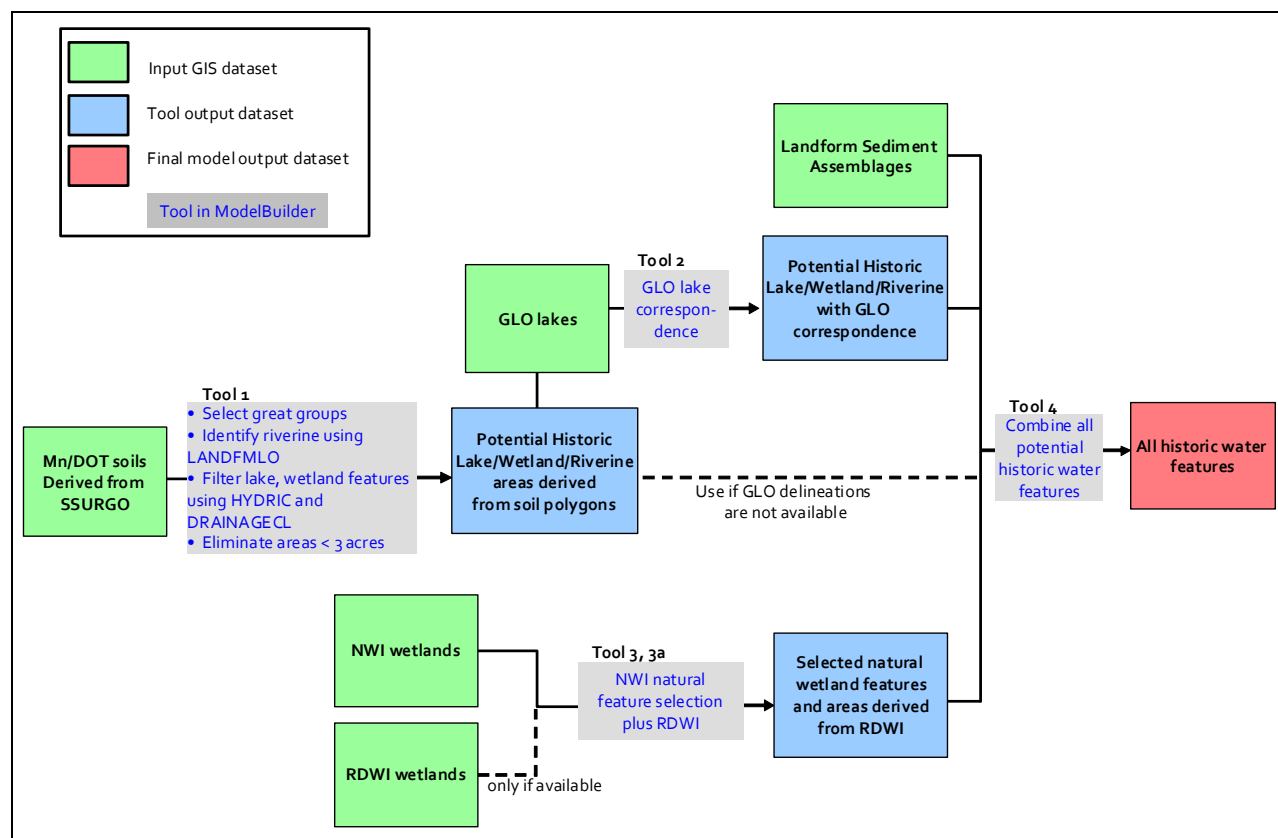 Input GIS dataset
Tool output dataset
Final model output dataset
Tool in ModelBuilder
Landform Sediment
Assemblages
Tool 2
GLO lake
correspon-
dence
GLO lakes
Potential Historic
Lake/Wetland/Riverine
with GLO
correspondence
Tool 1
• Select great groups
• Identify riverine using
LANDFMLO
• Filter lake, wetland features
using HYDRIC and
DRAINAGECL
• Eliminate areas < 3 acres
Mn/DOT soils
Derived from
SSURGO
Potential Historic
Lake/Wetland/Riverine
areas derived
from soil polygons
Use if GLO delineations
are not available
Tool 4
Combine all
potential
historic water
features
All historic water
features
NWI wetlands
Tool 3, 3a
NWI natural
feature selection
plus RDWI
Selected natural
wetland features
and areas derived
from RDWI
RDWI wetlands
only if available